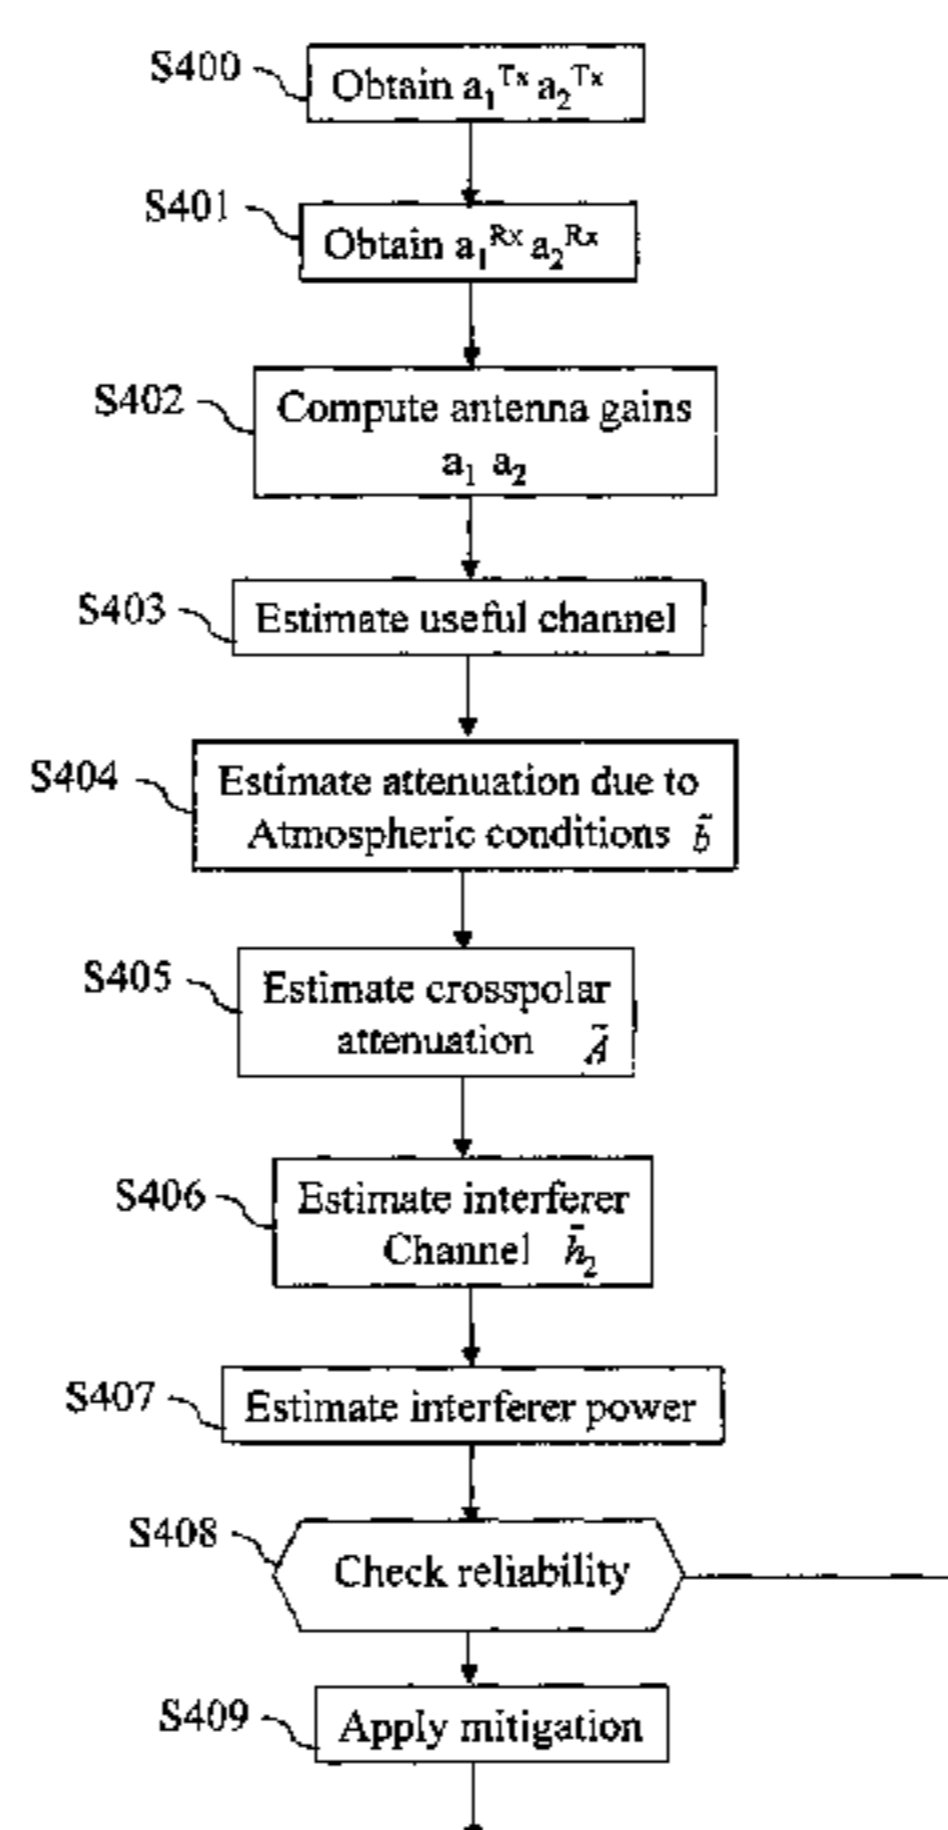 S400
Obtain a₁ᵀˣ a₂ᵀˣ
S401
Obtain a₁ᴿˣ a₂ᴿˣ
S402
Compute antenna gains
a₁ a₂
S403
Estimate useful channel
S404
Estimate attenuation due to
Atmospheric conditions b̃
S405
Estimate crosspolar
attenuation Ã
S406
Estimate interferer
Channel h̃₂
S407
Estimate interferer power
S408
Check reliability
S409
Apply mitigation